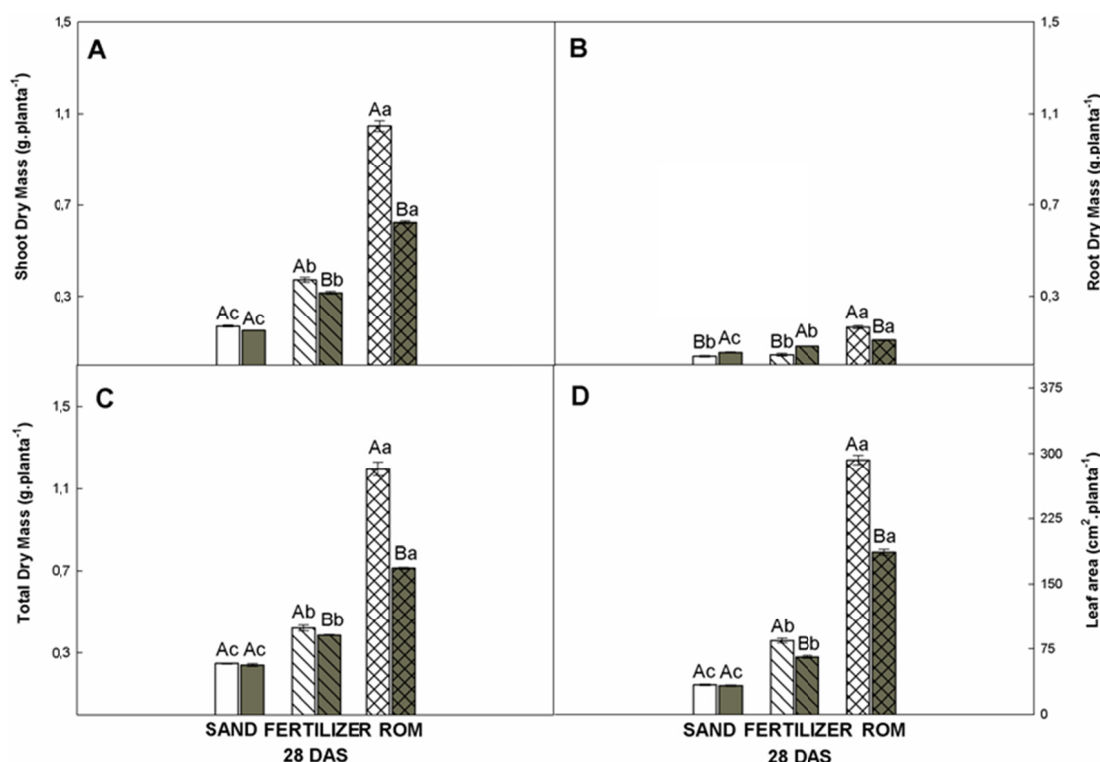 A
Shoot Dry Mass (g.planta⁻¹)
1,5
1,1
0,7
0,3
Ac Ac
Ab Bb
Aa
Ba
B
Root Dry Mass (g.planta⁻¹)
1,5
1,1
0,7
0,3
Bb Ac
Bb Ab
Aa
Ba
C
Total Dry Mass (g.planta⁻¹)
1,5
1,1
0,7
0,3
Ac Ac
Ab Bb
Aa
Ba
SAND FERTILIZER ROM
28 DAS
D
Leaf area (cm².planta⁻¹)
375
300
225
150
75
0
Ac Ac
Ab
Bb
Aa
Ba
SAND FERTILIZER ROM
28 DAS